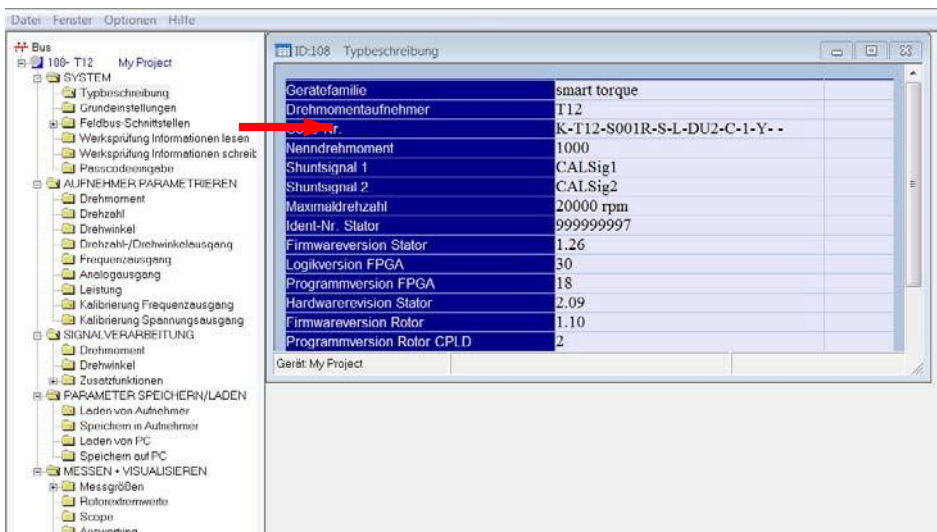 Datei Fenster Optionen Hilfe
Bus
108- T12 My Project
SYSTEM
Typbeschreibung
Grundeinstellungen
Feldbus-Schnittstellen
Werksprüfung Informationen lesen
Werksprüfung Informationen schreib
Passcodeeingabe
AUFNEHMER PARAMETRIEREN
Drehmoment
Drehzahl
Drehwinkel
Drehzahl-/Drehwinkelausgang
Frequenzausgang
Analogausgang
Leistung
Kalibrierung Frequenzausgang
Kalibrierung Spannungsausgang
SIGNALVERARBEITUNG
Drehmoment
Drehwinkel
Zusatzfunktionen
PARAMETER SPEICHERN/LADEN
Laden von Aufnehmer
Speichern in Aufnehmer
Laden von PC
Speichern auf PC
MESSEN + VISUALISIEREN
Messgrößen
Rotorextremwerte
Scope
Auswertung
ID:108 Typbeschreibung
Gerätefamilie smart torque
Drehmomentaufnehmer T12
Nr. K-T12-S001R-S-L-DU2-C-1-Y- -
Nenndrehmoment 1000
Shuntsignal 1 CALSig1
Shuntsignal 2 CALSig2
Maximaldrehzahl 20000 rpm
Ident-Nr. Stator 999999997
Firmwareversion Stator 1.26
Logikversion FPGA 30
Programmversion FPGA 18
Hardwarerevision Stator 2.09
Firmwareversion Rotor 1.10
Programmversion Rotor CPLD 2
Gerät: My Project